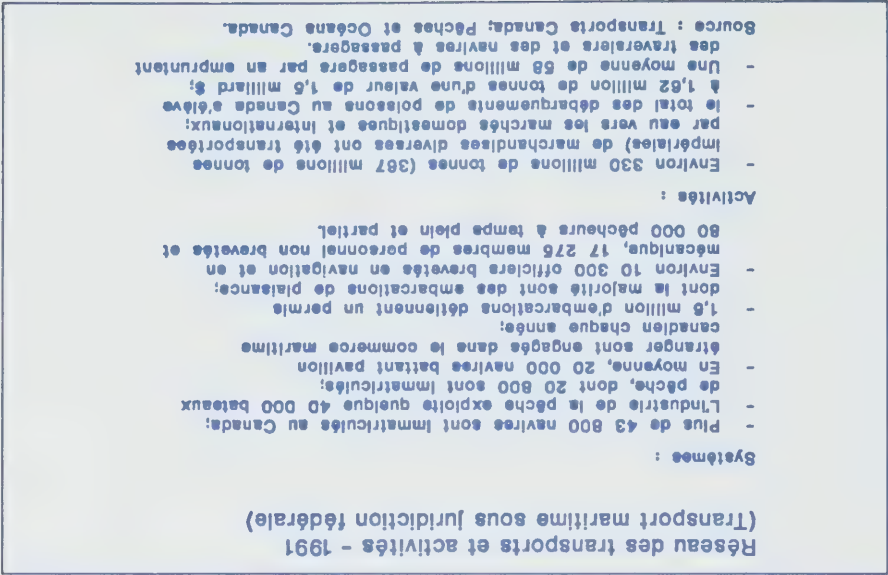 Réseau des transports et activités - 1991
(Transport maritime sous juridiction fédérale)
Systèmes :
- Plus de 43 800 navires sont immatriculés au Canada;
- L'industrie de la pêche exploite quelque 40 000 bateaux
de pêche, dont 20 800 sont immatriculés;
- En moyenne, 20 000 navires battant pavillon
étranger sont engagés dans le commerce maritime
canadien chaque année;
- 1,5 million d'embarcations détiennent un permis
dont la majorité sont des embarcations de plaisance;
- Environ 10 300 officiers brevetés en navigation et en
mécanique, 17 275 membres de personnel non brevetés et
80 000 pêcheurs à temps plein et partiel.
Activités :
- Environ 330 millions de tonnes (367 millions de tonnes
impériales) de marchandises diverses ont été transportées
par eau vers les marchés domestiques et internationaux;
- le total des débarquements de poissons au Canada s'élève
à 1,62 million de tonnes d'une valeur de 1,5 milliard $;
- Une moyenne de 58 millions de passagers par an empruntent
des traversiers et des navires à passagers.
Source : Transports Canada; Pêches et Océans Canada.